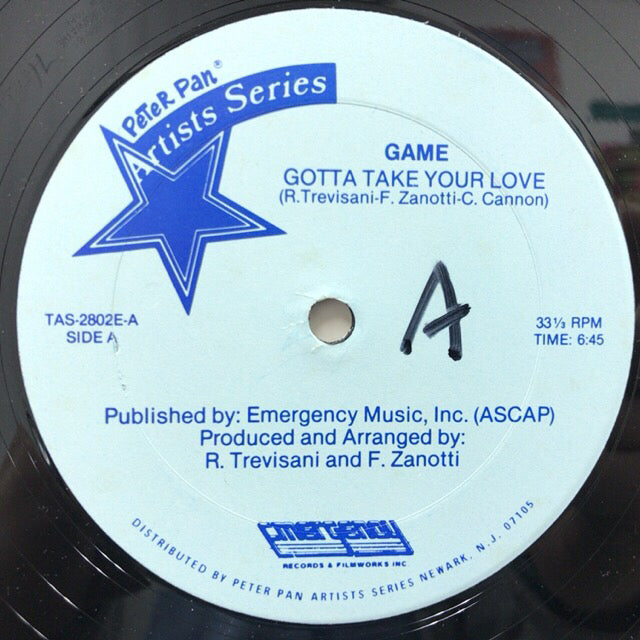 Peter Pan®
Artists Series
GAME
GOTTA TAKE YOUR LOVE
(R.Trevisani-F. Zanotti-C. Cannon)
A
TAS-2802E-A
SIDE A
33⅓ RPM
TIME: 6:45
Published by: Emergency Music, Inc. (ASCAP)
Produced and Arranged by:
R. Trevisani and F. Zanotti
emergency
RECORDS & FILMWORKS INC
DISTRIBUTED BY PETER PAN ARTISTS SERIES NEWARK, N.J. 07105